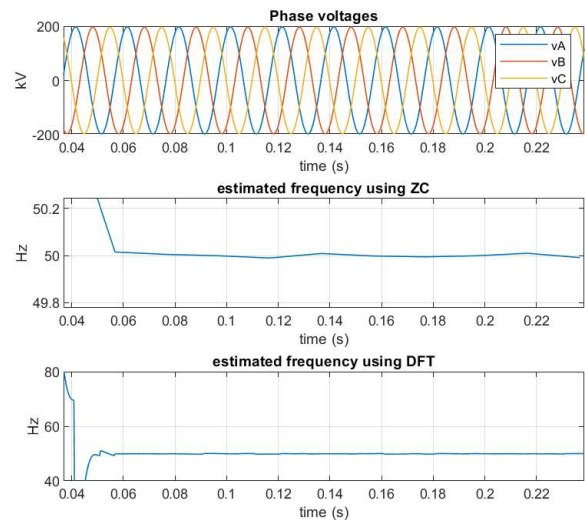 Phase voltages
200
0
-200
kV
vA
vB
vC
0.04 0.06 0.08 0.1 0.12 0.14 0.16 0.18 0.2 0.22
time (s)
estimated frequency using ZC
50.2
50
49.8
Hz
0.04 0.06 0.08 0.1 0.12 0.14 0.16 0.18 0.2 0.22
time (s)
estimated frequency using DFT
80
60
40
Hz
0.04 0.06 0.08 0.1 0.12 0.14 0.16 0.18 0.2 0.22
time (s)